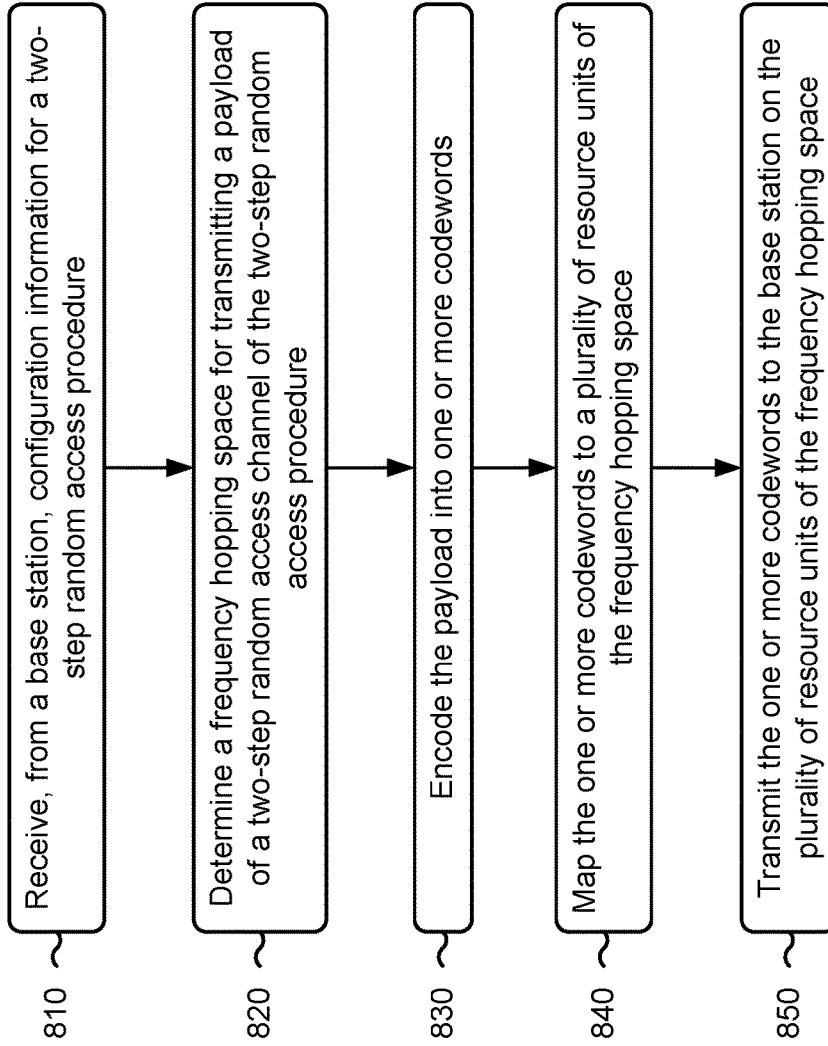 810
Receive, from a base station, configuration information for a two-
step random access procedure
820
Determine a frequency hopping space for transmitting a payload
of a two-step random access channel of the two-step random
access procedure
830
Encode the payload into one or more codewords
840
Map the one or more codewords to a plurality of resource units of
the frequency hopping space
850
Transmit the one or more codewords to the base station on the
plurality of resource units of the frequency hopping space